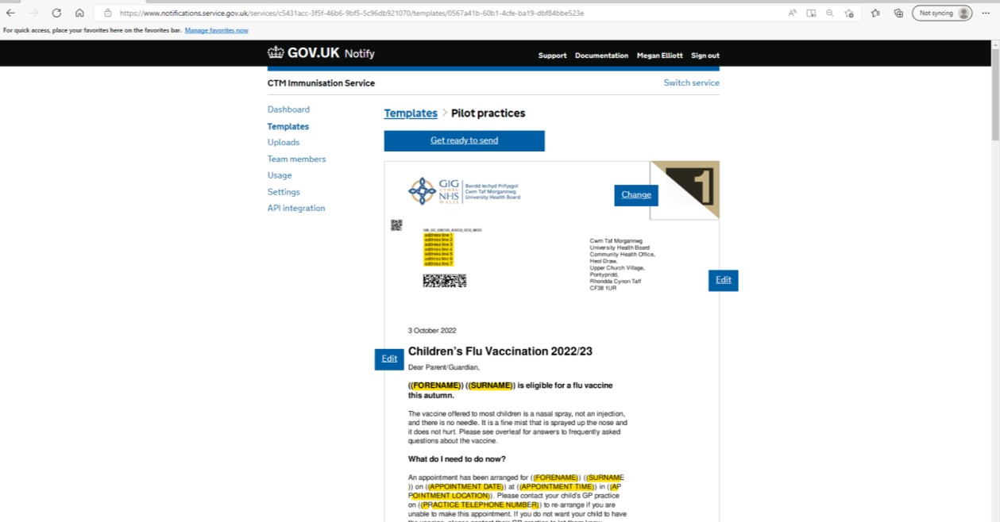 https://www.notifications.service.gov.uk/services/c5431acc-3f5f-46b6-9bf5-5c96db921070/templates/0567a41b-60b1-4cfe-ba19-dbf84bbe523e
Not syncing
For quick access, place your favorites here on the favorites bar. Manage favorites now
GOV.UK Notify
Support Documentation Megan Elliott Sign out
CTM Immunisation Service
Switch service
Dashboard
Templates
Uploads
Team members
Usage
Settings
API integration
Templates > Pilot practices
Get ready to send
GIG
CYMRU
NHS
WALES
Bwrdd Iechyd Prifysgol
Cwm Taf Morgannwg
University Health Board
Change
1
address line 1
address line 2
address line 3
address line 4
address line 5
address line 6
address line 7
Cwm Taf Morgannwg
University Health Board
Community Health Office,
Heol Draw,
Upper Church Village,
Pontypridd,
Rhondda Cynon Taff
CF38 1UR
Edit
3 October 2022
Edit
Children's Flu Vaccination 2022/23
Dear Parent/Guardian,
((FORENAME)) ((SURNAME)) is eligible for a flu vaccine
this autumn.
The vaccine offered to most children is a nasal spray, not an injection,
and there is no needle. It is a fine mist that is sprayed up the nose and
it does not hurt. Please see overleaf for answers to frequently asked
questions about the vaccine.
What do I need to do now?
An appointment has been arranged for ((FORENAME)) ((SURNAME
)) on ((APPOINTMENT DATE)) at ((APPOINTMENT TIME)) in ((AP
POINTMENT LOCATION)). Please contact your child's GP practice
on ((PRACTICE TELEPHONE NUMBER)) to re-arrange if you are
unable to make this appointment. If you do not want your child to have